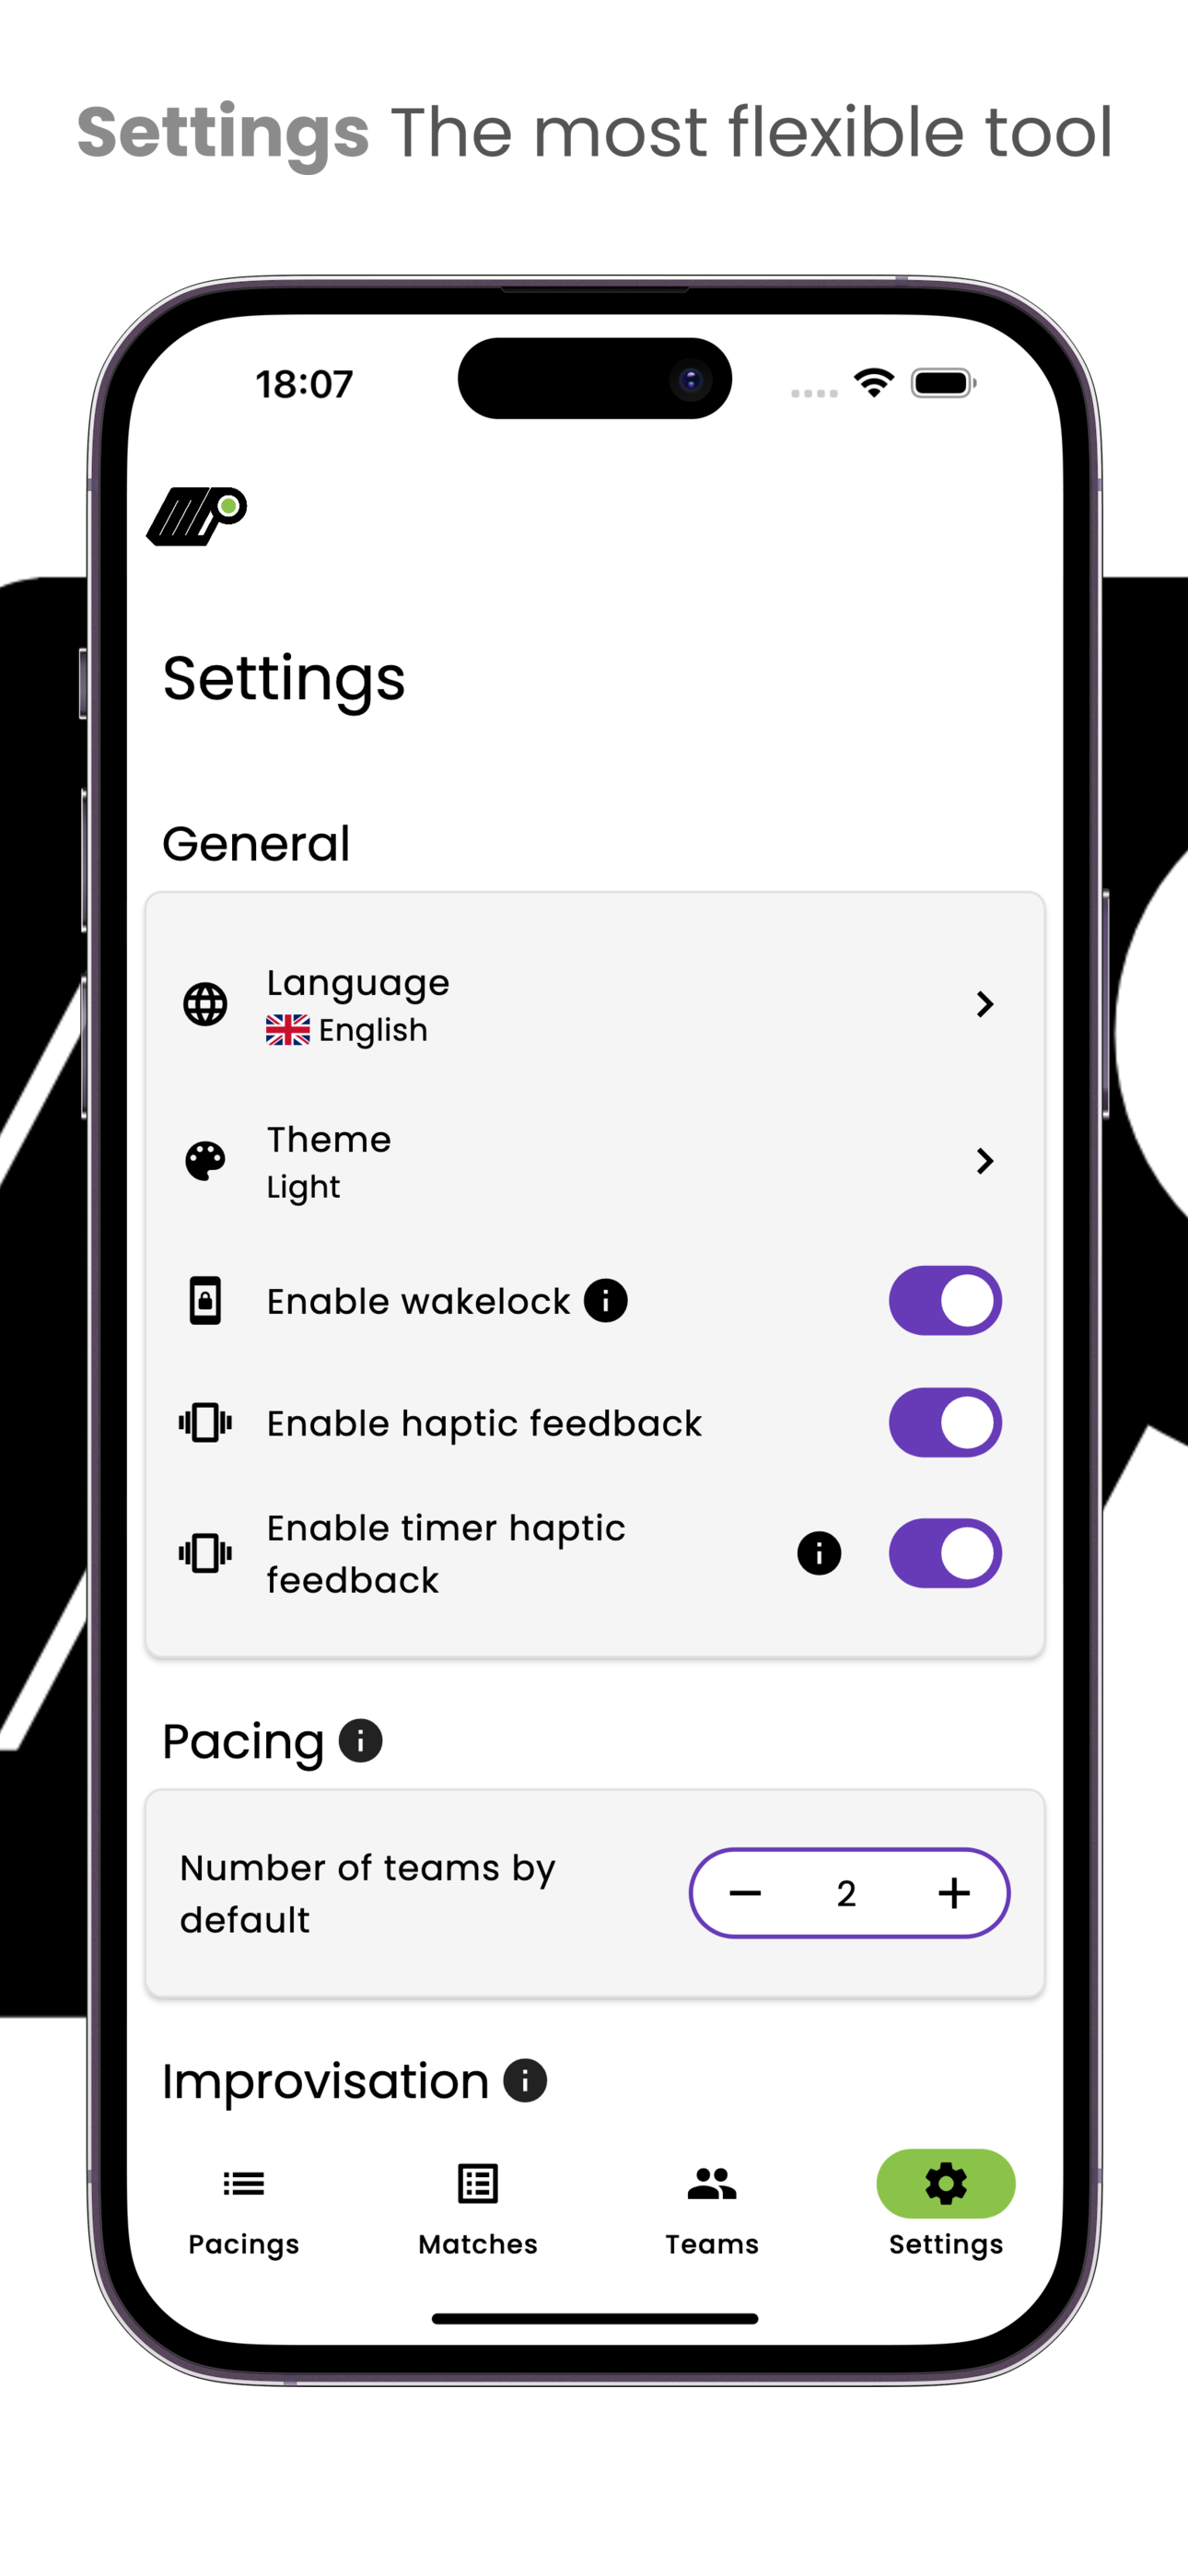 Settings The most flexible tool
18:07
Settings
General
Language
English
Theme
Light
Enable wakelock
Enable haptic feedback
Enable timer haptic
feedback
Pacing
Number of teams by
default
2
Improvisation
Pacings Matches Teams Settings